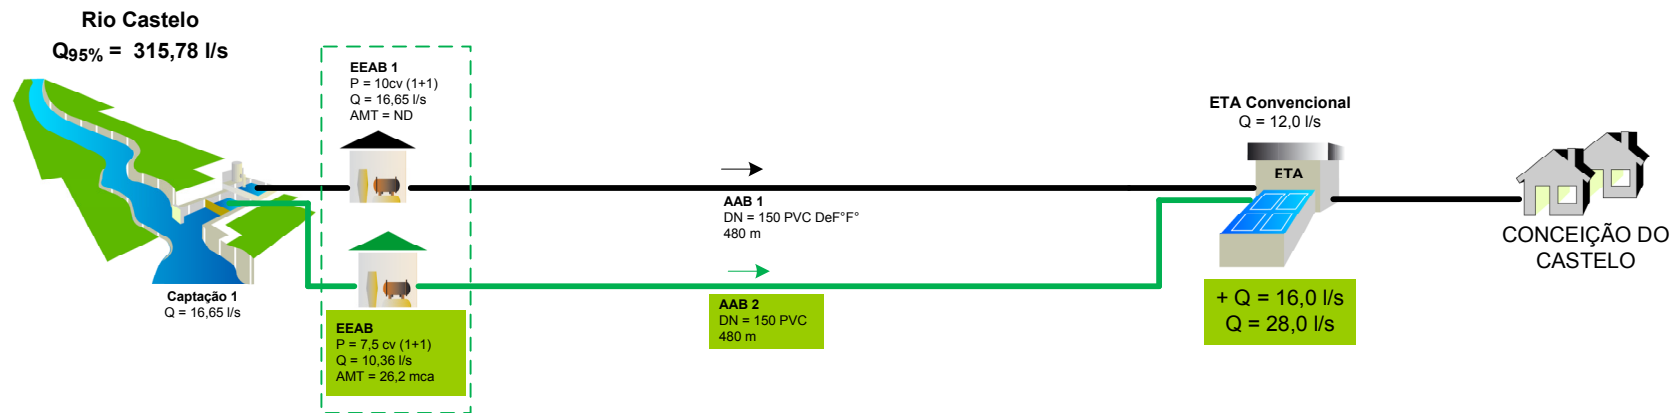 Rio Castelo
Q95% = 315,78 l/s
EEAB 1
P = 10cv (1+1)
Q = 16,65 l/s
AMT = ND
Captação 1
Q = 16,65 l/s
EEAB
P = 7,5 cv (1+1)
Q = 10,36 l/s
AMT = 26,2 mca
AAB 1
DN = 150 PVC DeF°F°
480 m
AAB 2
DN = 150 PVC
480 m
ETA Convencional
Q = 12,0 l/s
ETA
+ Q = 16,0 l/s
Q = 28,0 l/s
CONCEIÇÃO DO
CASTELO